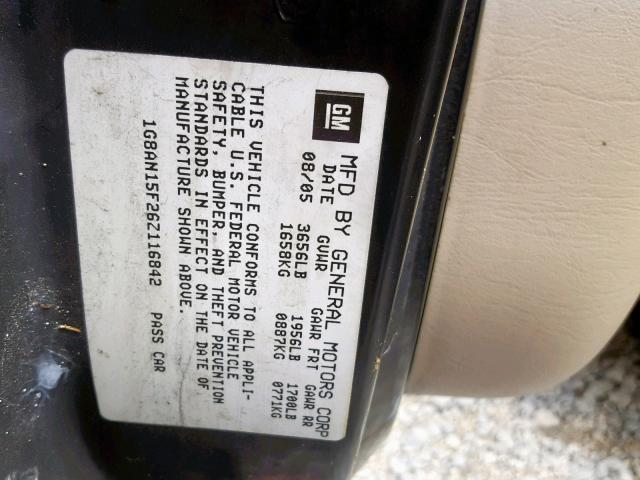 GM
MFD BY GENERAL MOTORS CORP
DATE GVWR GAWR FRT GAWR RR
08/05 3656LB 1956LB 1700LB
1658KG 0887KG 0771KG
THIS VEHICLE CONFORMS TO ALL APPLI-
CABLE U.S. FEDERAL MOTOR VEHICLE
SAFETY, BUMPER, AND THEFT PREVENTION
STANDARDS IN EFFECT ON THE DATE OF
MANUFACTURE SHOWN ABOVE.
1G8AN15F26Z116842 PASS CAR